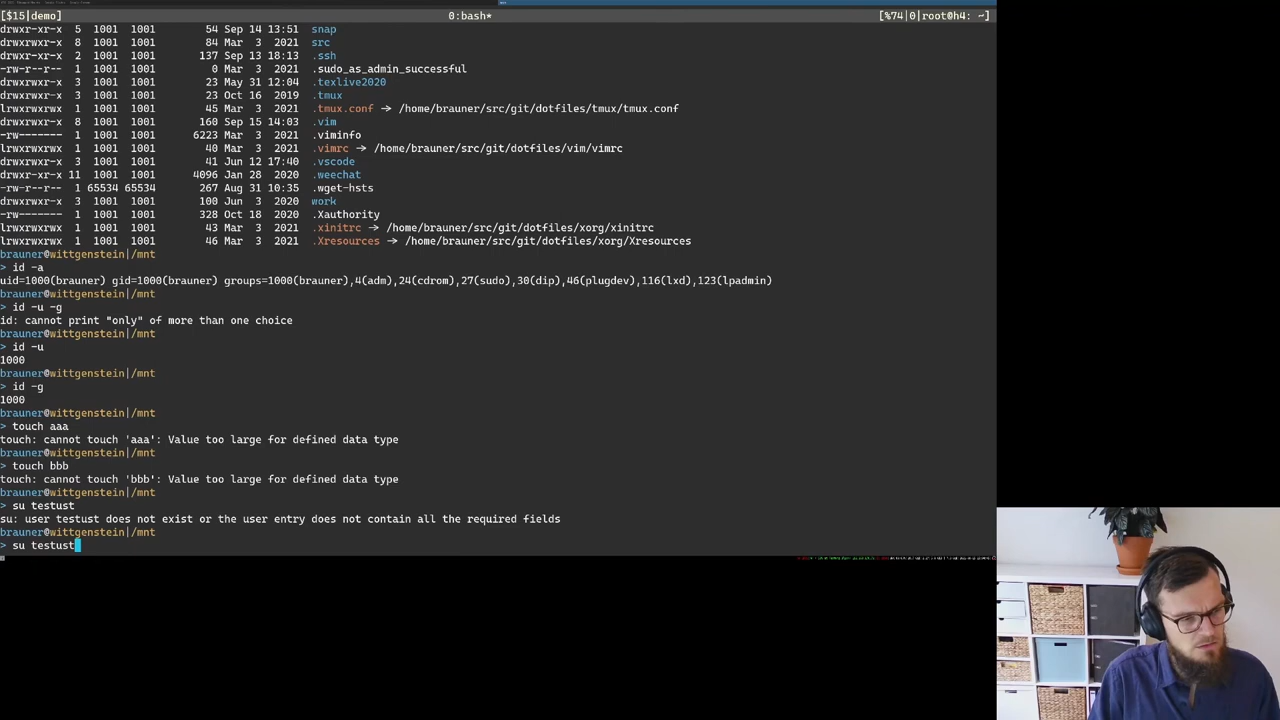 [$15|demo] 0:bash* [%74|0|root@h4: ~]
drwxr-xr-x 5 1001 1001 54 Sep 14 13:51 snap
drwxr-xr-x 8 1001 1001 84 Mar 3 2021 src
drwxr-xr-x 2 1001 1001 137 Sep 13 18:13 .ssh
-rw-r--r-- 1 1001 1001 0 Mar 3 2021 .sudo_as_admin_successful
drwxr-xr-x 3 1001 1001 23 May 31 12:04 .texlive2020
drwxr-xr-x 3 1001 1001 23 Oct 16 2019 .tmux
lrwxrwxrwx 1 1001 1001 45 Mar 3 2021 .tmux.conf → /home/brauner/src/git/dotfiles/tmux/tmux.conf
drwxr-xr-x 8 1001 1001 160 Sep 15 14:03 .vim
-rw------- 1 1001 1001 6223 Mar 3 2021 .viminfo
lrwxrwxrwx 1 1001 1001 40 Mar 3 2021 .vimrc → /home/brauner/src/git/dotfiles/vim/vimrc
drwxr-xr-x 3 1001 1001 41 Jun 12 17:40 .vscode
drwxr-xr-x 11 1001 1001 4096 Jan 28 2020 .weechat
-rw-r--r-- 1 65534 65534 267 Aug 31 10:35 .wget-hsts
drwxr-xr-x 3 1001 1001 100 Jun 3 2020 work
-rw------- 1 1001 1001 328 Oct 18 2020 .Xauthority
lrwxrwxrwx 1 1001 1001 43 Mar 3 2021 .xinitrc → /home/brauner/src/git/dotfiles/xorg/xinitrc
lrwxrwxrwx 1 1001 1001 46 Mar 3 2021 .Xresources → /home/brauner/src/git/dotfiles/xorg/Xresources
brauner@wittgenstein|/mnt
> id -a
uid=1000(brauner) gid=1000(brauner) groups=1000(brauner),4(adm),24(cdrom),27(sudo),30(dip),46(plugdev),116(lxd),123(lpadmin)
brauner@wittgenstein|/mnt
> id -u -g
id: cannot print "only" of more than one choice
brauner@wittgenstein|/mnt
> id -u
1000
brauner@wittgenstein|/mnt
> id -g
1000
brauner@wittgenstein|/mnt
> touch aaa
touch: cannot touch 'aaa': Value too large for defined data type
brauner@wittgenstein|/mnt
> touch bbb
touch: cannot touch 'bbb': Value too large for defined data type
brauner@wittgenstein|/mnt
> su testust
su: user testust does not exist or the user entry does not contain all the required fields
brauner@wittgenstein|/mnt
> su testust